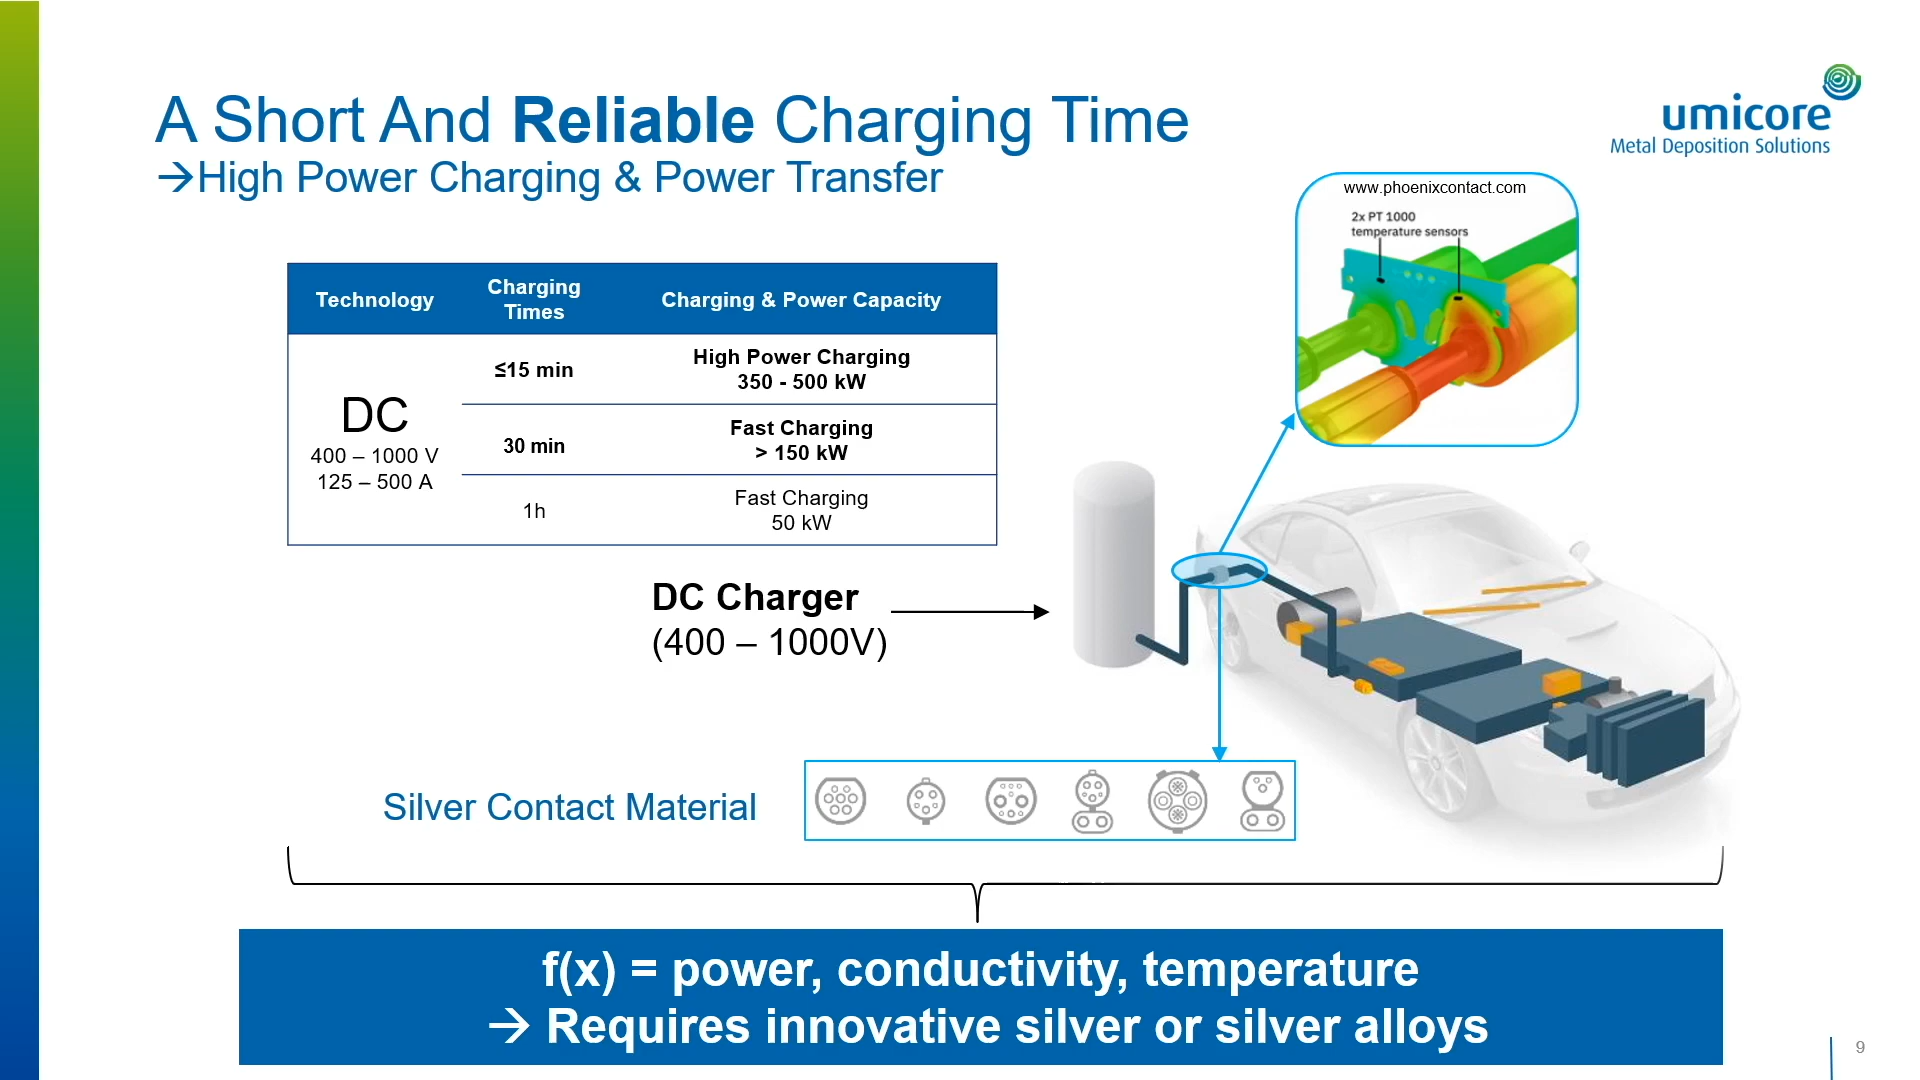 A Short And Reliable Charging Time
→High Power Charging & Power Transfer
umicore
Metal Deposition Solutions
www.phoenixcontact.com
2x PT 1000
temperature sensors
Technology
Charging
Times
Charging & Power Capacity
DC
400 – 1000 V
125 – 500 A
≤15 min
High Power Charging
350 - 500 kW
30 min
Fast Charging
> 150 kW
1h
Fast Charging
50 kW
DC Charger
(400 – 1000V)
Silver Contact Material
f(x) = power, conductivity, temperature
→ Requires innovative silver or silver alloys
9